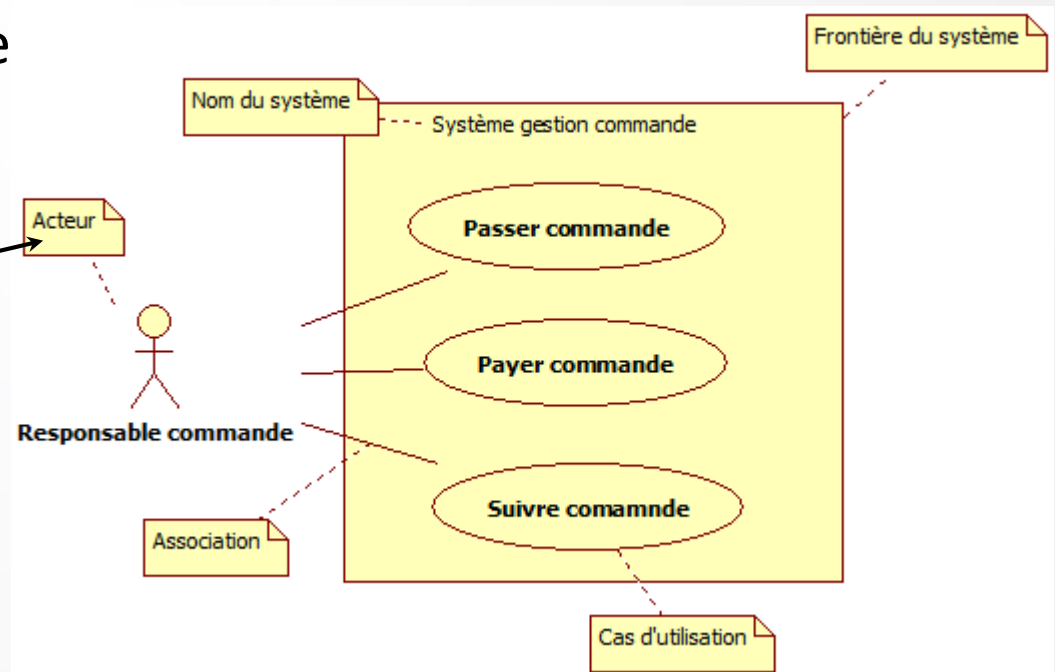 e
Frontière du système
Nom du système
Système gestion commande
Acteur
Passer commande
Payer commande
Responsable commande
Suivre comamnde
Association
Cas d'utilisation